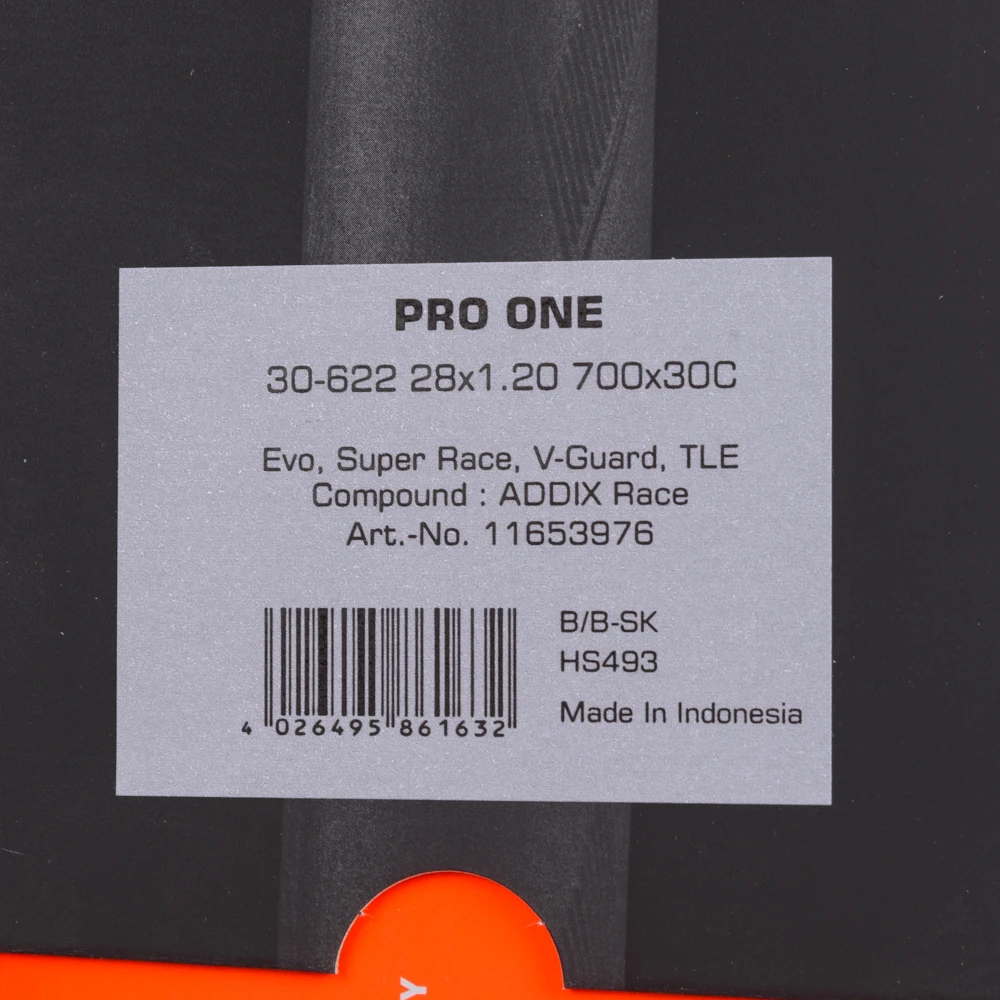 PRO ONE
30-622 28x1.20 700x30C
Evo, Super Race, V-Guard, TLE
Compound : ADDIX Race
Art.-No. 11653976
B/B-SK
HS493
Made In Indonesia
4 026495 861632
Y